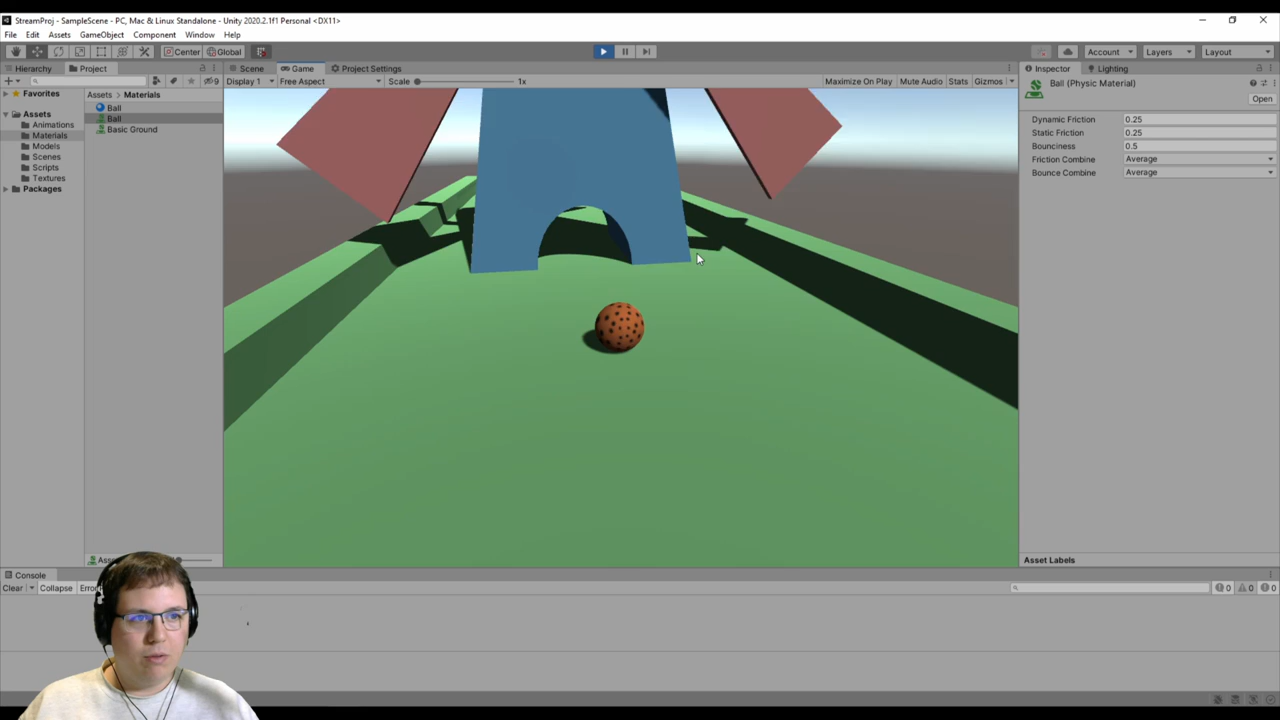 StreamProj - SampleScene - PC, Mac & Linux Standalone - Unity 2020.2.1f1 Personal <DX11>
File Edit Assets GameObject Component Window Help
Center Global Account Layers Layout
Hierarchy Project Scene Game Project Settings Inspector Lighting
Display 1 Free Aspect Scale 1x Maximize On Play Mute Audio Stats Gizmos
9
Favorites
Assets
Animations
Materials
Models
Scenes
Scripts
Textures
Packages
Assets > Materials
Ball
Ball
Basic Ground
Ball (Physic Material)
Open
Dynamic Friction 0.25
Static Friction 0.25
Bounciness 0.5
Friction Combine Average
Bounce Combine Average
Asset Labels
Console
Clear Collapse 0 0 0